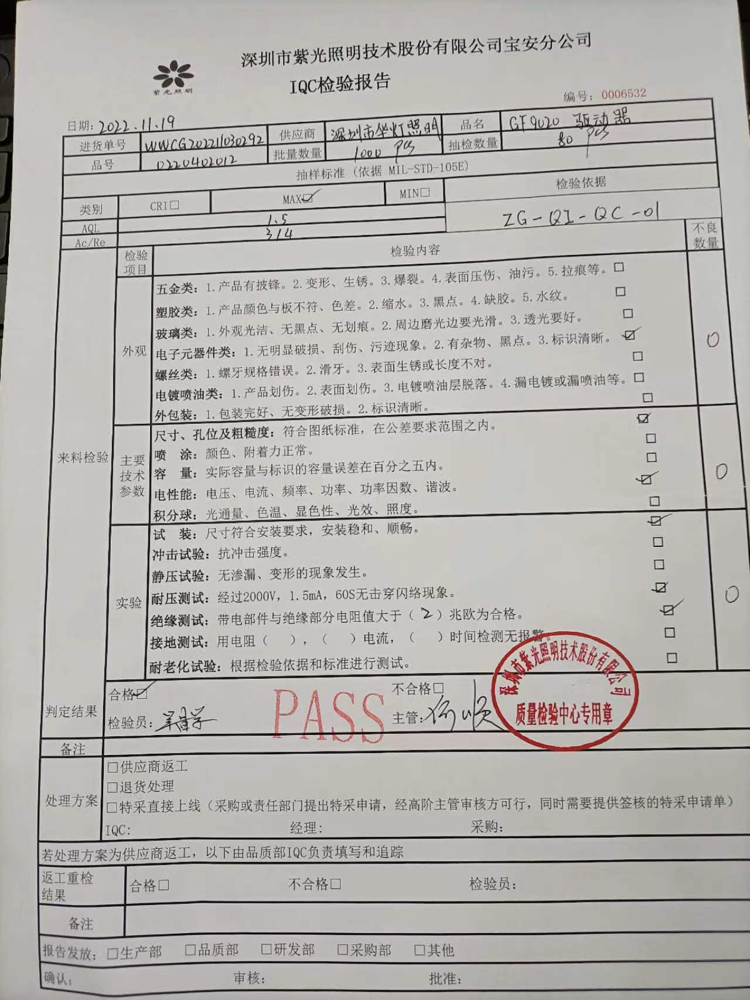 深圳市紫光照明技术股份有限公司宝安分公司
紫光照明
IQC检验报告
编号：0006532
日期：2022.11.19
进货单号 WWCG202211030292 供应商 深圳市华灯照明 品名 GF9020 驱动器
品号 0220402012 批量数量 1000 pcs 抽检数量 80 pcs
抽样标准（依据 MIL-STD-105E）
类别 CRI□ MAX☑ MIN□ 检验依据
AQL 1.5 ZG-QI-QC-01
Ac/Re 3/4
检验项目 检验内容 不良数量
来料检验
外观
五金类：1.产品有披锋。2.变形、生锈。3.爆裂。4.表面压伤、油污。5.拉痕等。□
塑胶类：1.产品颜色与板不符、色差。2.缩水。3.黑点。4.缺胶。5.水纹。 □
玻璃类：1.外观光洁、无黑点、无划痕。2.周边磨光边要光滑。3.透光要好。 □
电子元器件类：1.无明显破损、刮伤、污迹现象。2.有杂物、黑点。3.标识清晰。 ☑ 0
螺丝类：1.螺牙规格错误。2.滑牙。3.表面生锈或长度不对。 □
电镀喷油类：1.产品划伤。2.表面划伤。3.电镀喷油层脱落。4.漏电镀或漏喷油等。□
外包装：1.包装完好、无变形破损。2.标识清晰。 □
主要技术参数
尺寸、孔位及粗糙度：符合图纸标准，在公差要求范围之内。 ☑
喷　涂：颜色、附着力正常。 □
容　量：实际容量与标识的容量误差在百分之五内。 □ 0
电性能：电压、电流、频率、功率、功率因数、谐波。 ☑
积分球：光通量、色温、显色性、光效、照度。 □
实验
试　装：尺寸符合安装要求，安装稳和、顺畅。 ☑
冲击试验：抗冲击强度。 □
静压试验：无渗漏、变形的现象发生。 □
耐压测试：经过2000V，1.5mA，60S无击穿闪络现象。 ☑ 0
绝缘测试：带电部件与绝缘部分电阻值大于（ 2 ）兆欧为合格。 ☑
接地测试：用电阻（　　），（　　）电流，（　　）时间检测无报警。 □
耐老化试验：根据检验依据和标准进行测试。 □
判定结果
合格☑ 不合格□
PASS
检验员： 主管：
深圳市紫光照明技术股份有限公司
质量检验中心专用章
备注
处理方案
□供应商返工
□退货处理
□特采直接上线（采购或责任部门提出特采申请，经高阶主管审核方可行，同时需要提供签核的特采申请单）
IQC： 经理： 采购：
若处理方案为供应商返工，以下由品质部IQC负责填写和追踪
返工重检结果 合格□ 不合格□ 检验员：
备注
报告发放：□生产部 □品质部 □研发部 □采购部 □其他
确认： 审核： 批准：